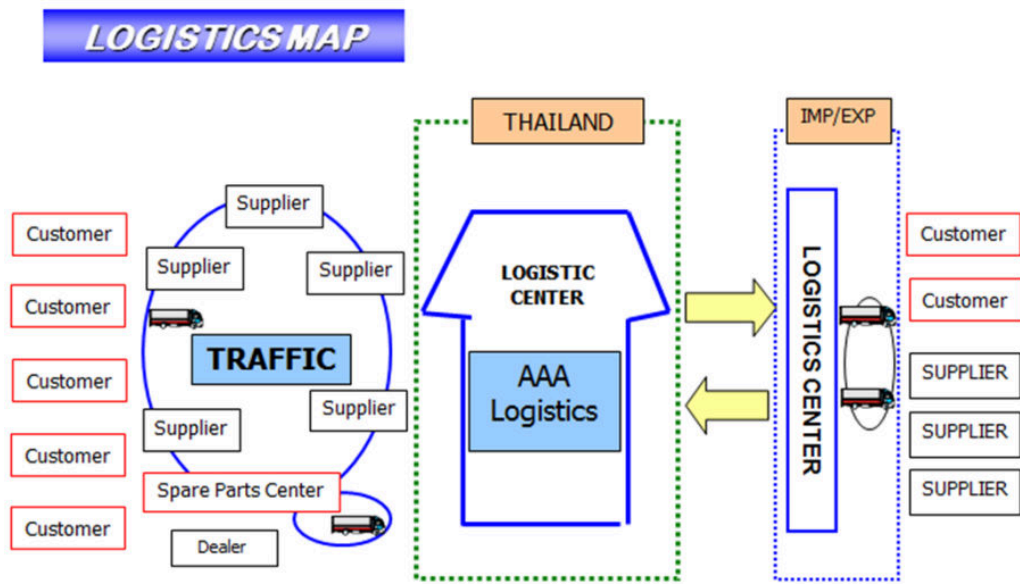 LOGISTICS MAP
THAILAND
IMP/EXP
Customer
Customer
Customer
Customer
Customer
Supplier
Supplier
Supplier
TRAFFIC
Supplier
Supplier
Spare Parts Center
Dealer
LOGISTIC
CENTER
AAA
Logistics
LOGISTICS CENTER
Customer
Customer
SUPPLIER
SUPPLIER
SUPPLIER